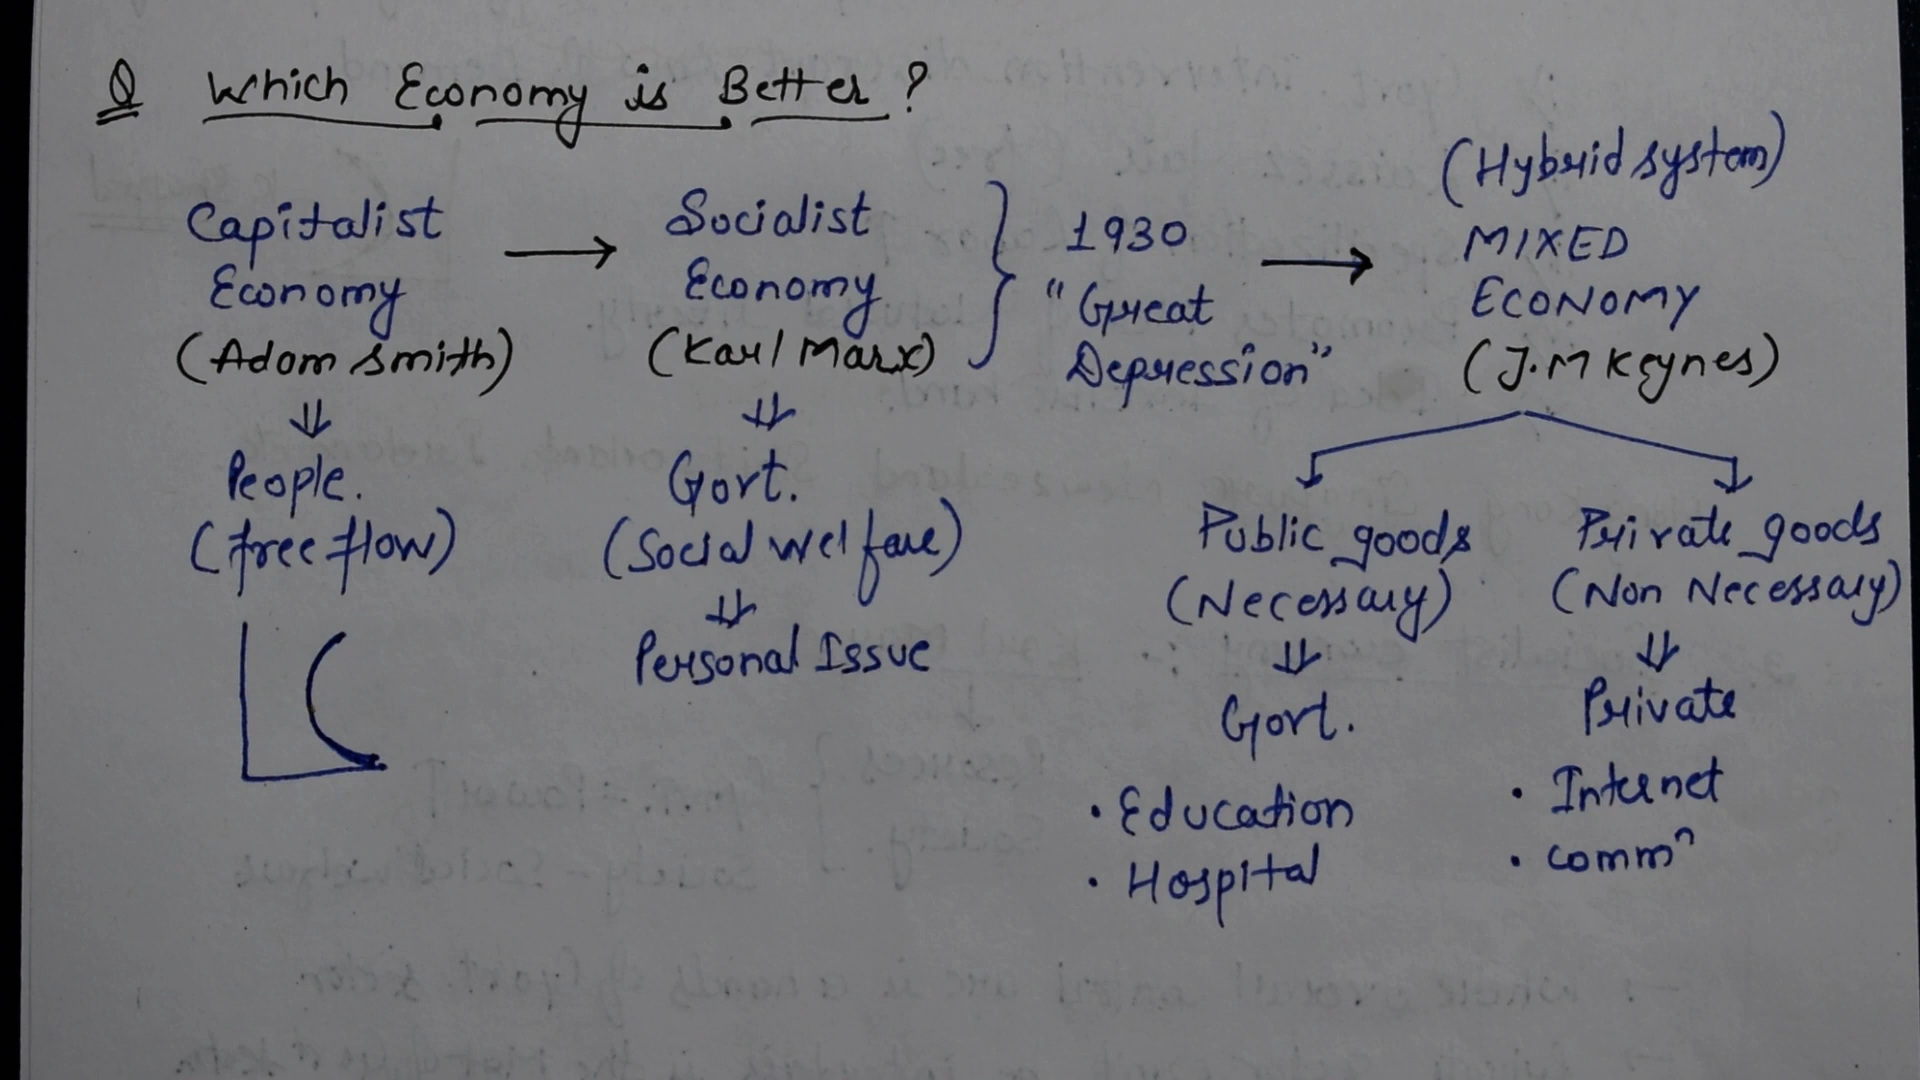 Q Which Economy is Better ?
Capitalist
Economy
(Adam Smith)
People.
(free flow)
Socialist
Economy
(Karl Marx)
Govt.
(Social welfare)
Personal Issue
1930
"Great
Depression"
(Hybrid system)
MIXED
ECONOMY
(J.M Keynes)
Public goods
(Necessary)
Govt.
• Education
• Hospital
Private goods
(Non Necessary)
Private
• Internet
• commⁿ